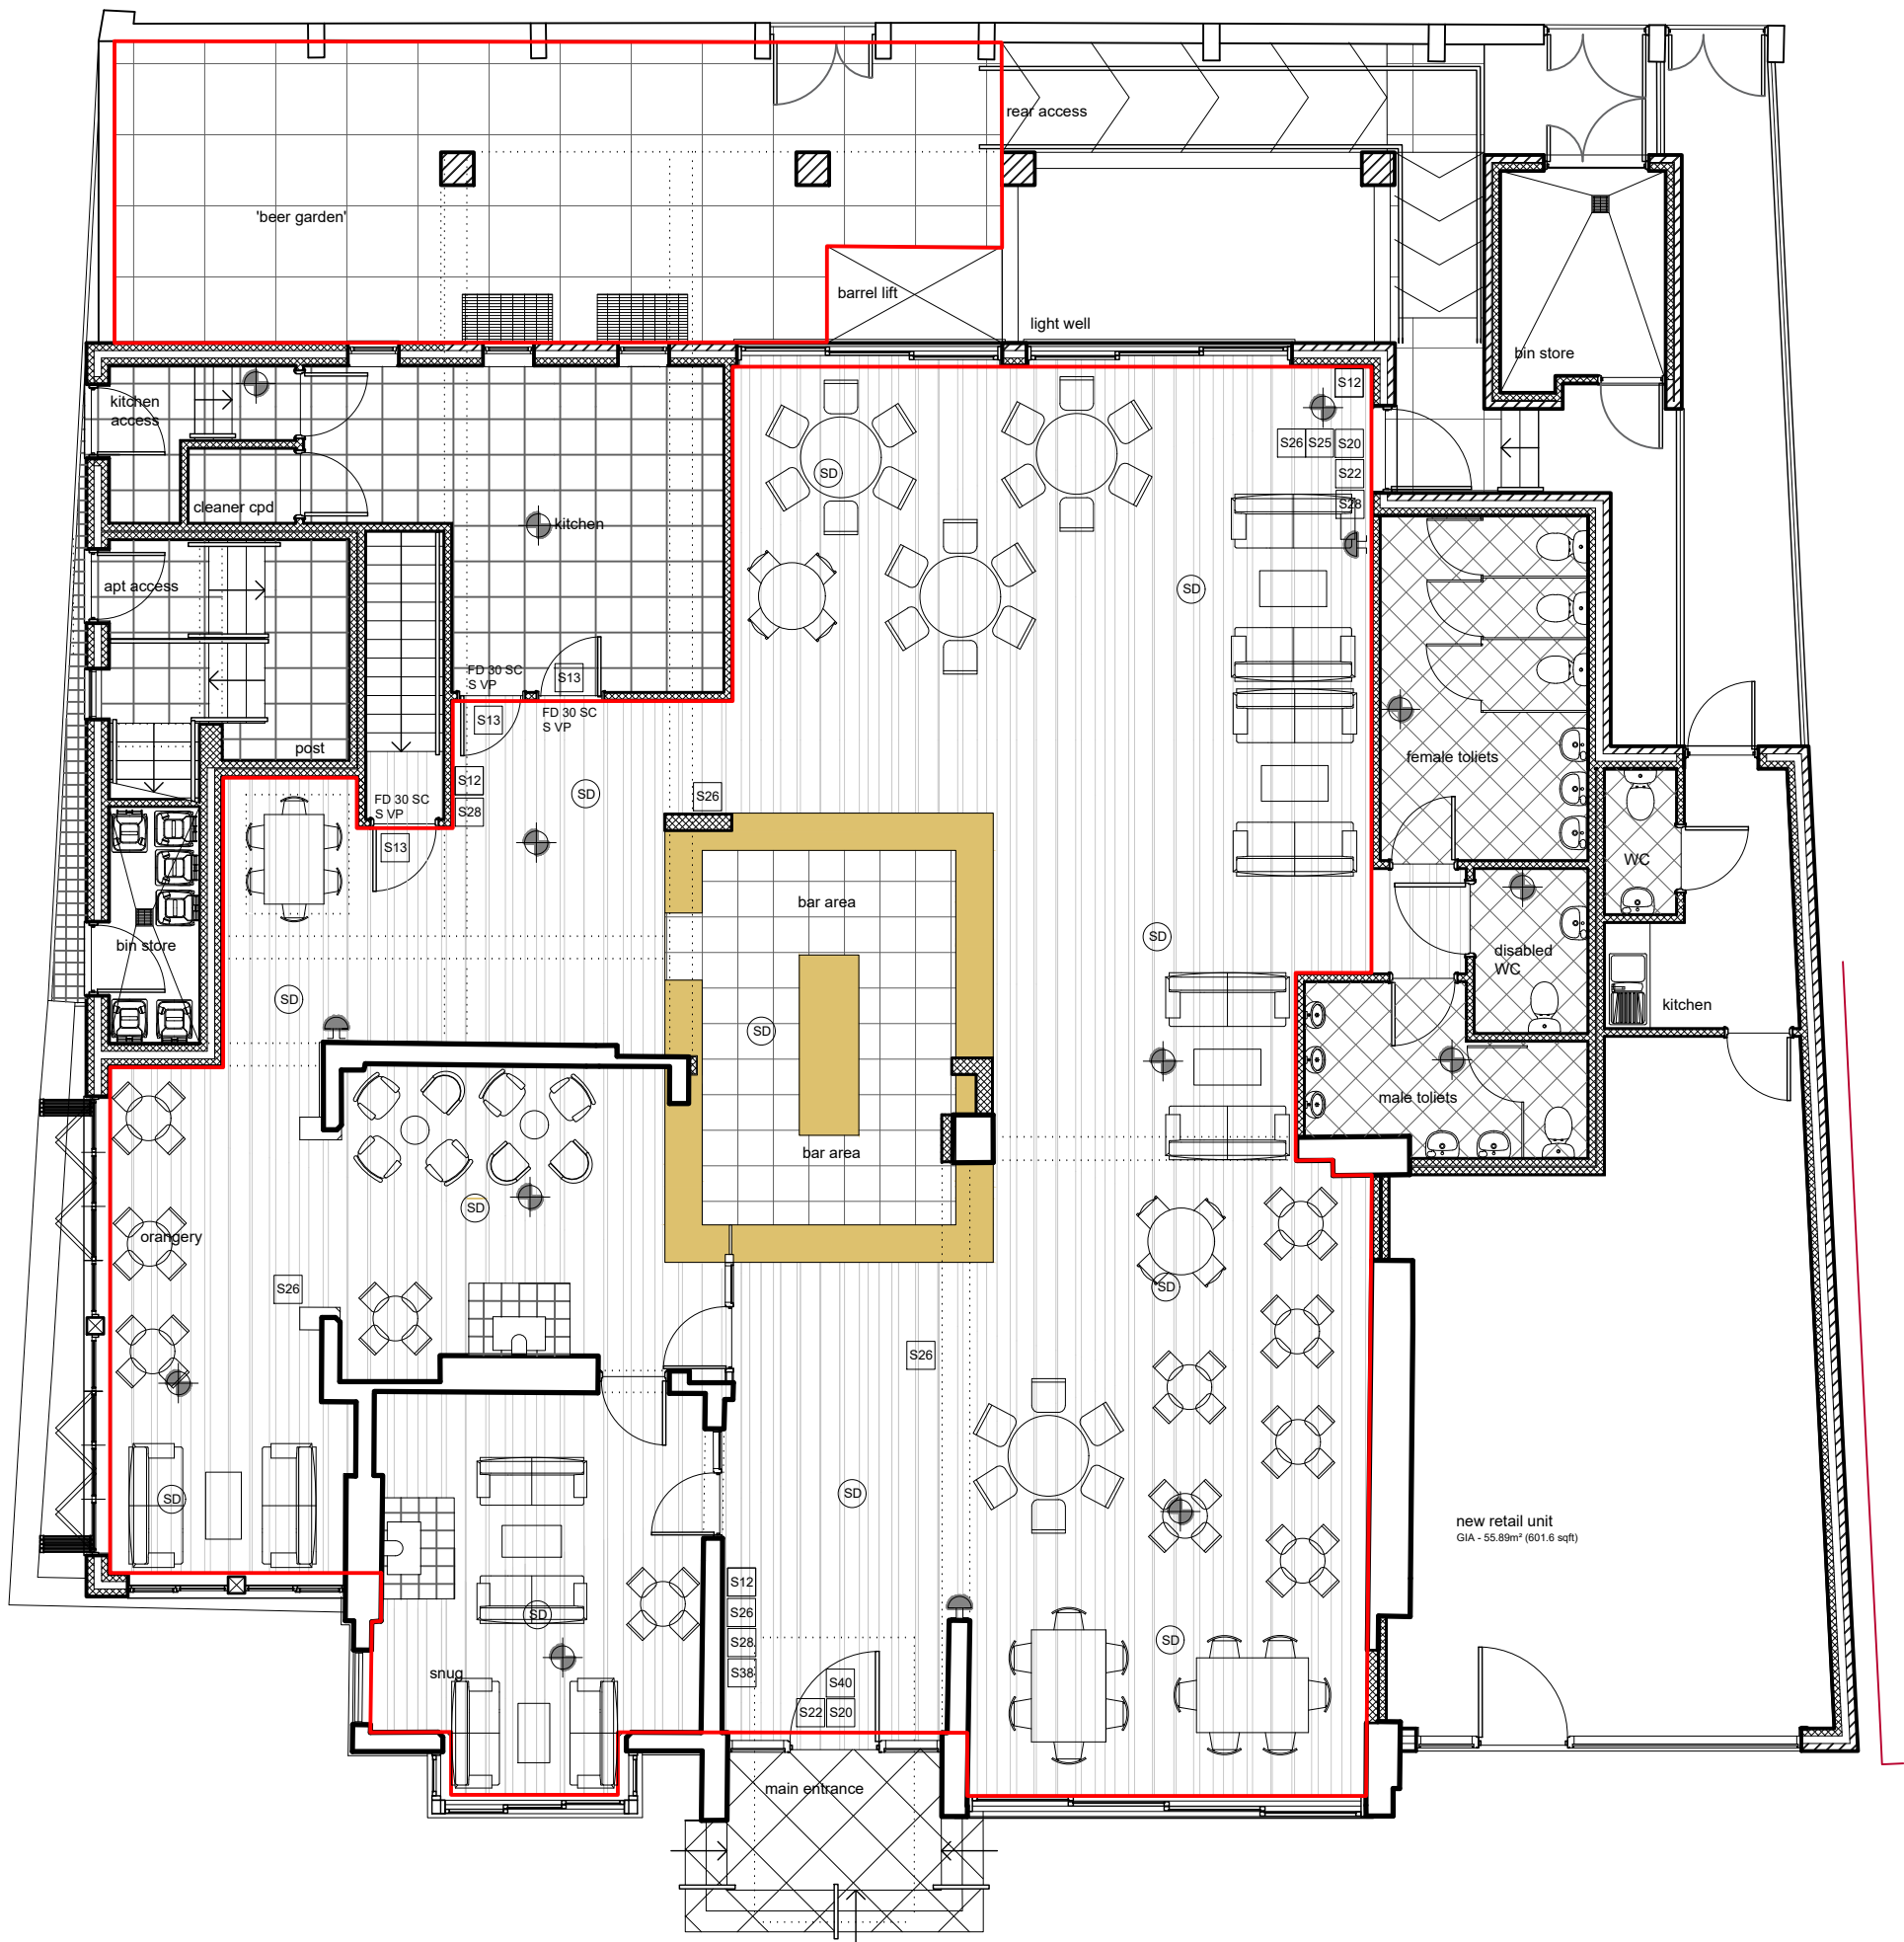 rear access
'beer garden'
barrel lift
light well
bin store
kitchen
access
S12
S26
S25
S20
S22
S28
SD
cleaner cpd
kitchen
apt access
SD
FD 30 SC
S VP
S13
S13
FD 30 SC
S VP
post
female toliets
S12
SD
S26
FD 30 SC
S VP
S28
S13
WC
bar area
bin store
SD
disabled
WC
SD
SD
kitchen
male toliets
bar area
SD
orangery
S26
SD
S26
SD
SD
new retail unit
GIA - 55.89m² (601.6 sqft)
S12
S26
SD
S28
SD
snug
S38
S40
S22
S20
main entrance